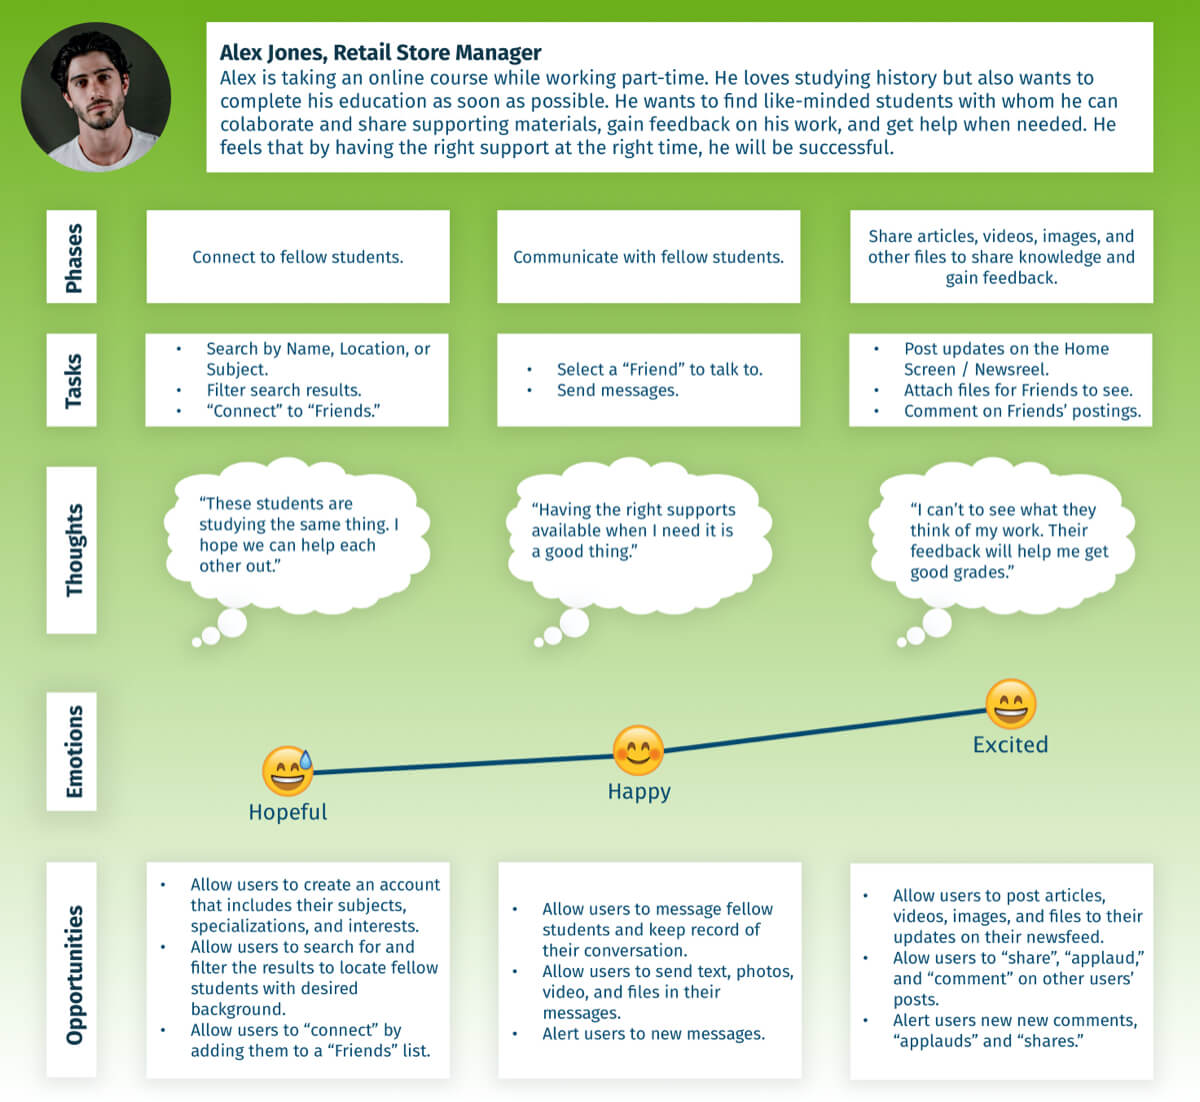 Alex Jones, Retail Store Manager
Alex is taking an online course while working part-time. He loves studying history but also wants to
complete his education as soon as possible. He wants to find like-minded students with whom he can
colaborate and share supporting materials, gain feedback on his work, and get help when needed. He
feels that by having the right support at the right time, he will be successful.
Phases
Connect to fellow students.
Communicate with fellow students.
Share articles, videos, images, and
other files to share knowledge and
gain feedback.
Tasks
• Search by Name, Location, or
Subject.
• Filter search results.
• “Connect” to “Friends.”
• Select a “Friend” to talk to.
• Send messages.
• Post updates on the Home
Screen / Newsreel.
• Attach files for Friends to see.
• Comment on Friends’ postings.
Thoughts
“These students are
studying the same thing. I
hope we can help each
other out.”
“Having the right supports
available when I need it is
a good thing.”
“I can’t to see what they
think of my work. Their
feedback will help me get
good grades.”
Emotions
Hopeful
Happy
Excited
Opportunities
• Allow users to create an account
that includes their subjects,
specializations, and interests.
• Allow users to search for and
filter the results to locate fellow
students with desired
background.
• Allow users to “connect” by
adding them to a “Friends” list.
• Allow users to message fellow
students and keep record of
their conversation.
• Allow users to send text, photos,
video, and files in their
messages.
• Alert users to new messages.
• Allow users to post articles,
videos, images, and files to their
updates on their newsfeed.
• Alow users to “share”, “applaud,”
and “comment” on other users’
posts.
• Alert users new new comments,
“applauds” and “shares.”